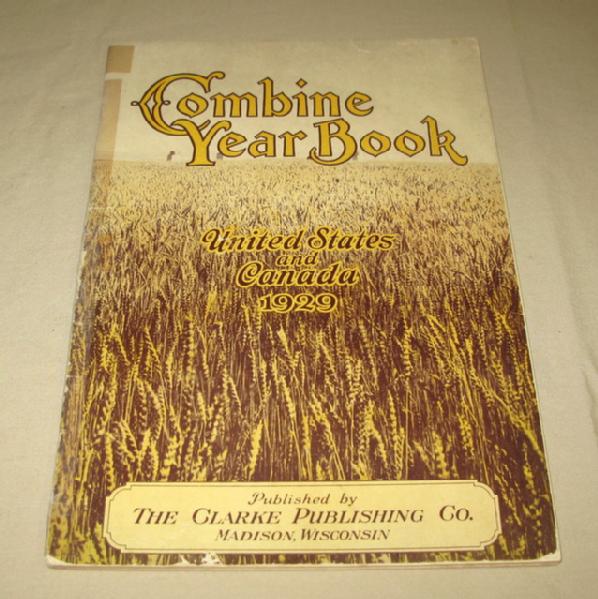 Combine
Year Book
United States
and
Canada
1929
Published by
THE CLARKE PUBLISHING CO.
MADISON, WISCONSIN